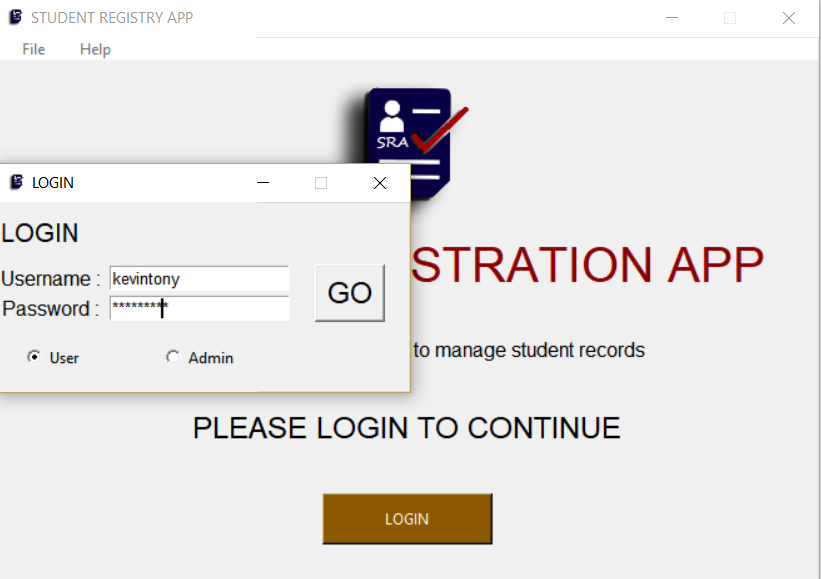 STUDENT REGISTRY APP
File Help
SRA
LOGIN
LOGIN
STRATION APP
Username : kevintony
GO
Password : *********
to manage student records
User Admin
PLEASE LOGIN TO CONTINUE
LOGIN